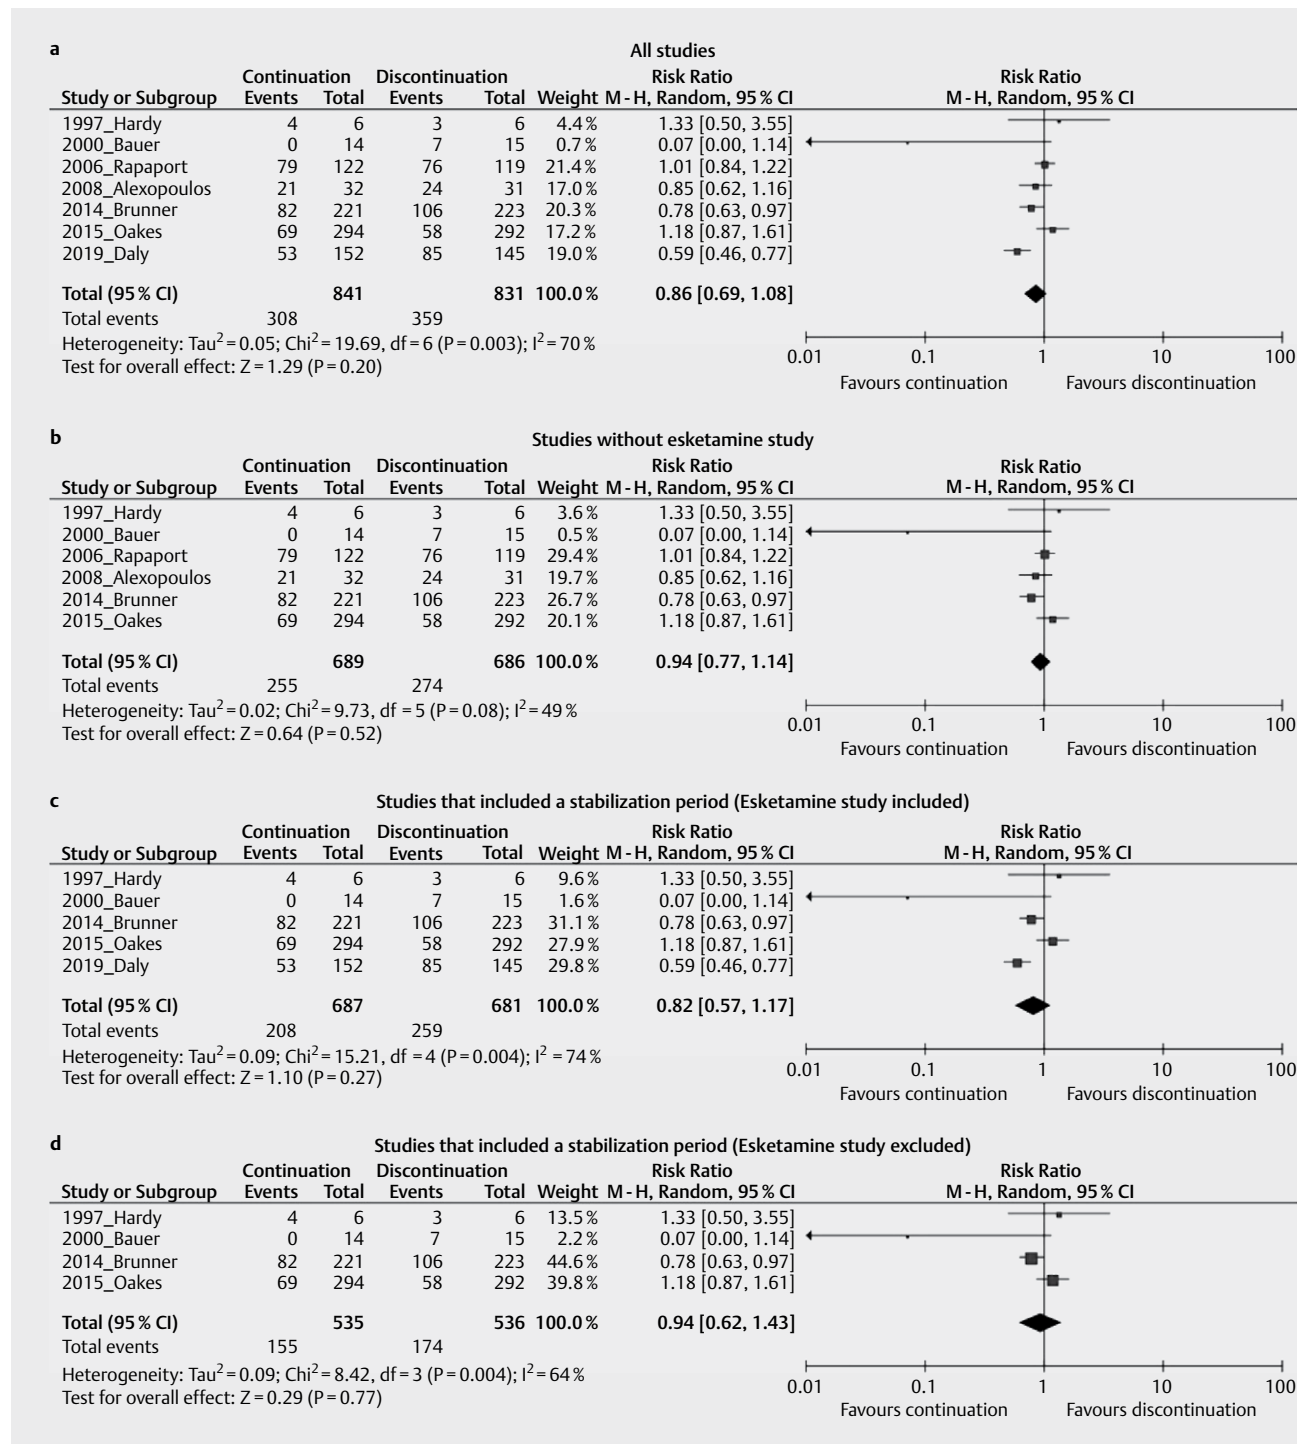 a
All studies
Continuation Discontinuation Risk Ratio Risk Ratio
Study or Subgroup Events Total Events Total Weight M - H, Random, 95 % CI M - H, Random, 95 % CI
1997_Hardy 4 6 3 6 4.4 % 1.33 [0.50, 3.55]
2000_Bauer 0 14 7 15 0.7 % 0.07 [0.00, 1.14]
2006_Rapaport 79 122 76 119 21.4 % 1.01 [0.84, 1.22]
2008_Alexopoulos 21 32 24 31 17.0 % 0.85 [0.62, 1.16]
2014_Brunner 82 221 106 223 20.3 % 0.78 [0.63, 0.97]
2015_Oakes 69 294 58 292 17.2 % 1.18 [0.87, 1.61]
2019_Daly 53 152 85 145 19.0 % 0.59 [0.46, 0.77]
Total (95 % CI) 841 831 100.0 % 0.86 [0.69, 1.08]
Total events 308 359
Heterogeneity: Tau² = 0.05; Chi² = 19.69, df = 6 (P = 0.003); I² = 70 %
Test for overall effect: Z = 1.29 (P = 0.20)
0.01 0.1 1 10 100
Favours continuation Favours discontinuation
b
Studies without esketamine study
Continuation Discontinuation Risk Ratio Risk Ratio
Study or Subgroup Events Total Events Total Weight M - H, Random, 95 % CI M - H, Random, 95 % CI
1997_Hardy 4 6 3 6 3.6 % 1.33 [0.50, 3.55]
2000_Bauer 0 14 7 15 0.5 % 0.07 [0.00, 1.14]
2006_Rapaport 79 122 76 119 29.4 % 1.01 [0.84, 1.22]
2008_Alexopoulos 21 32 24 31 19.7 % 0.85 [0.62, 1.16]
2014_Brunner 82 221 106 223 26.7 % 0.78 [0.63, 0.97]
2015_Oakes 69 294 58 292 20.1 % 1.18 [0.87, 1.61]
Total (95 % CI) 689 686 100.0 % 0.94 [0.77, 1.14]
Total events 255 274
Heterogeneity: Tau² = 0.02; Chi² = 9.73, df = 5 (P = 0.08); I² = 49 %
Test for overall effect: Z = 0.64 (P = 0.52)
0.01 0.1 1 10 100
Favours continuation Favours discontinuation
c
Studies that included a stabilization period (Esketamine study included)
Continuation Discontinuation Risk Ratio Risk Ratio
Study or Subgroup Events Total Events Total Weight M - H, Random, 95 % CI M - H, Random, 95 % CI
1997_Hardy 4 6 3 6 9.6 % 1.33 [0.50, 3.55]
2000_Bauer 0 14 7 15 1.6 % 0.07 [0.00, 1.14]
2014_Brunner 82 221 106 223 31.1 % 0.78 [0.63, 0.97]
2015_Oakes 69 294 58 292 27.9 % 1.18 [0.87, 1.61]
2019_Daly 53 152 85 145 29.8 % 0.59 [0.46, 0.77]
Total (95 % CI) 687 681 100.0 % 0.82 [0.57, 1.17]
Total events 208 259
Heterogeneity: Tau² = 0.09; Chi² = 15.21, df = 4 (P = 0.004); I² = 74 %
Test for overall effect: Z = 1.10 (P = 0.27)
0.01 0.1 1 10 100
Favours continuation Favours discontinuation
d
Studies that included a stabilization period (Esketamine study excluded)
Continuation Discontinuation Risk Ratio Risk Ratio
Study or Subgroup Events Total Events Total Weight M - H, Random, 95 % CI M - H, Random, 95 % CI
1997_Hardy 4 6 3 6 13.5 % 1.33 [0.50, 3.55]
2000_Bauer 0 14 7 15 2.2 % 0.07 [0.00, 1.14]
2014_Brunner 82 221 106 223 44.6 % 0.78 [0.63, 0.97]
2015_Oakes 69 294 58 292 39.8 % 1.18 [0.87, 1.61]
Total (95 % CI) 535 536 100.0 % 0.94 [0.62, 1.43]
Total events 155 174
Heterogeneity: Tau² = 0.09; Chi² = 8.42, df = 3 (P = 0.004); I² = 64 %
Test for overall effect: Z = 0.29 (P = 0.77)
0.01 0.1 1 10 100
Favours continuation Favours discontinuation